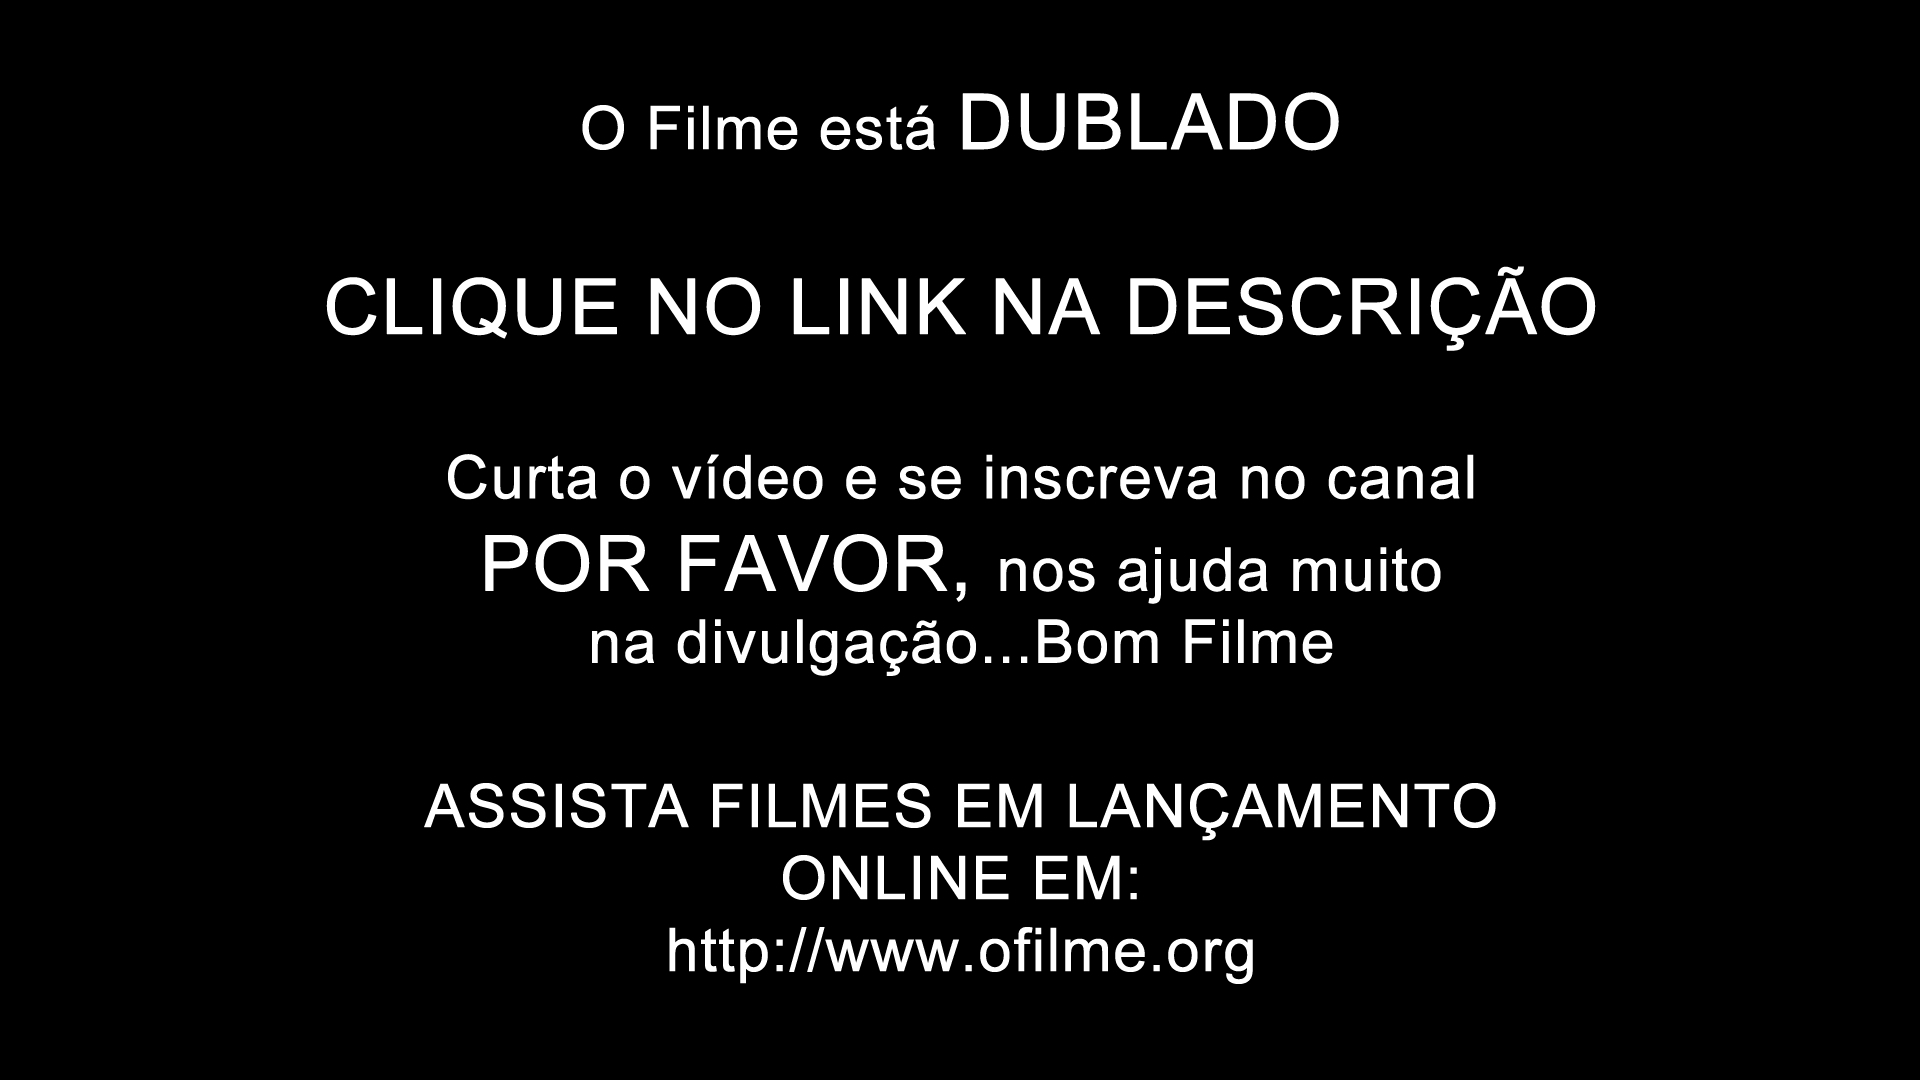 O Filme está DUBLADO
CLIQUE NO LINK NA DESCRIÇÃO
Curta o vídeo e se inscreva no canal
POR FAVOR, nos ajuda muito
na divulgação...Bom Filme
ASSISTA FILMES EM LANÇAMENTO
ONLINE EM:
http://www.ofilme.org